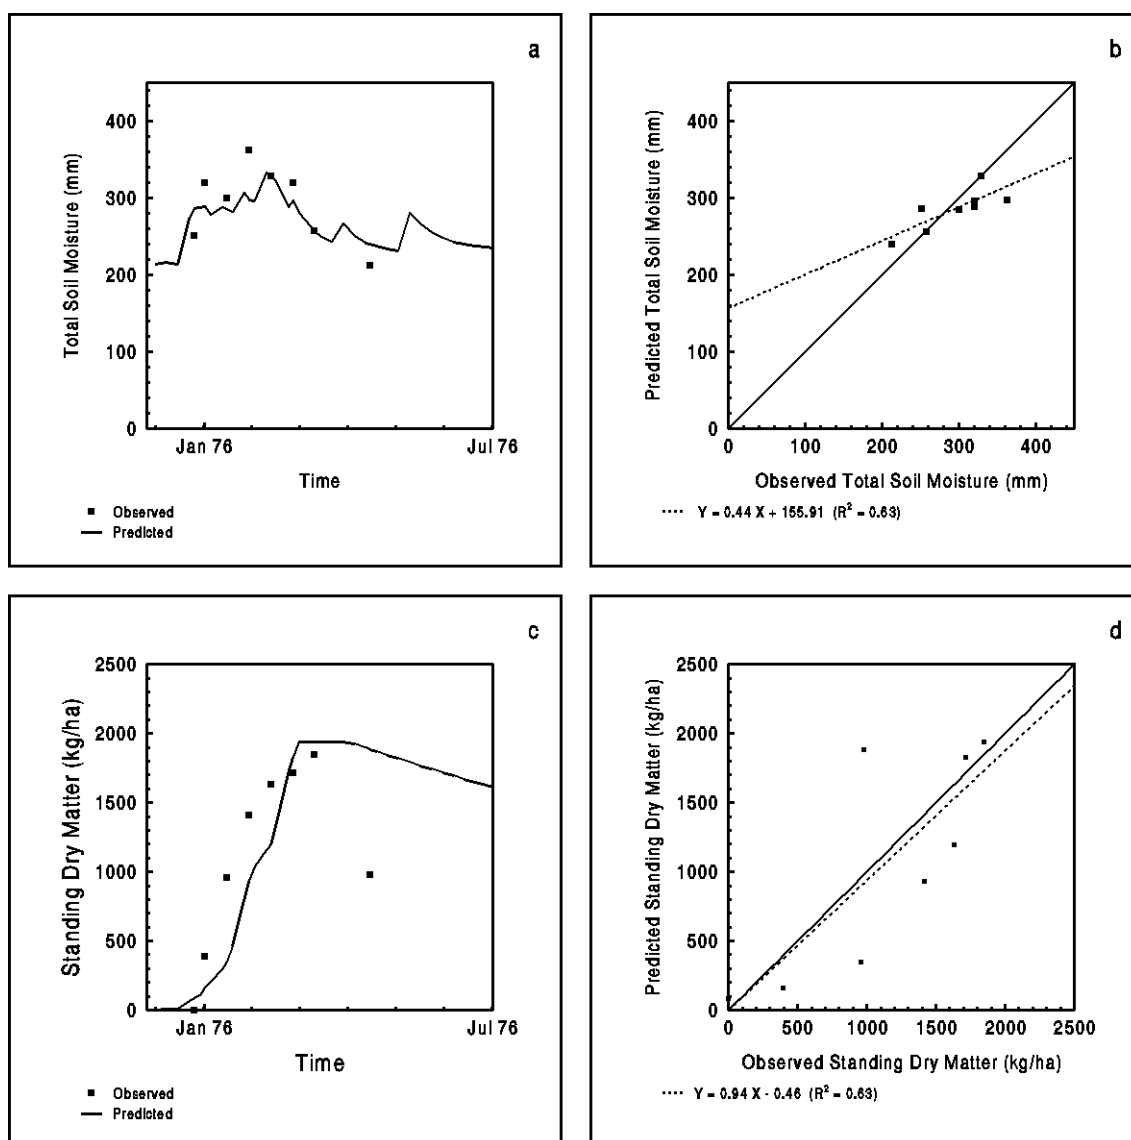 a
Total Soil Moisture (mm)
400
300
200
100
0
Jan 76
Jul 76
Time
Observed
Predicted
b
Predicted Total Soil Moisture (mm)
400
300
200
100
0
0 100 200 300 400
Observed Total Soil Moisture (mm)
Y = 0.44 X + 155.91 (R² = 0.63)
c
Standing Dry Matter (kg/ha)
2500
2000
1500
1000
500
0
Jan 76
Jul 76
Time
Observed
Predicted
d
Predicted Standing Dry Matter (kg/ha)
2500
2000
1500
1000
500
0
0 500 1000 1500 2000 2500
Observed Standing Dry Matter (kg/ha)
Y = 0.94 X - 0.46 (R² = 0.63)